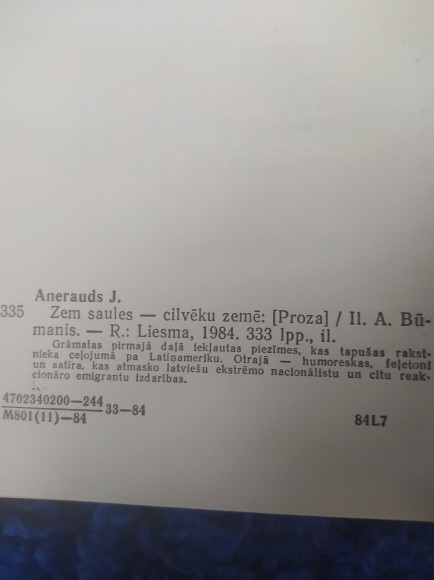 Anerauds J.
335 Zem saules — cilvēku zemē: [Proza] / Il. A. Bū-
manis. — R.: Liesma, 1984. 333 lpp., il.
Grāmatas pirmajā daļā iekļautas piezīmes, kas tapušas rakst-
nieka ceļojumā pa Latīņameriku. Otrajā — humoreskas, feļetoni
un satīra, kas atmasko latviešu ekstrēmo nacionālistu un citu reak-
cionāro emigrantu izdarības.
4702340200—244
M801(11)—84
33—84
84L7